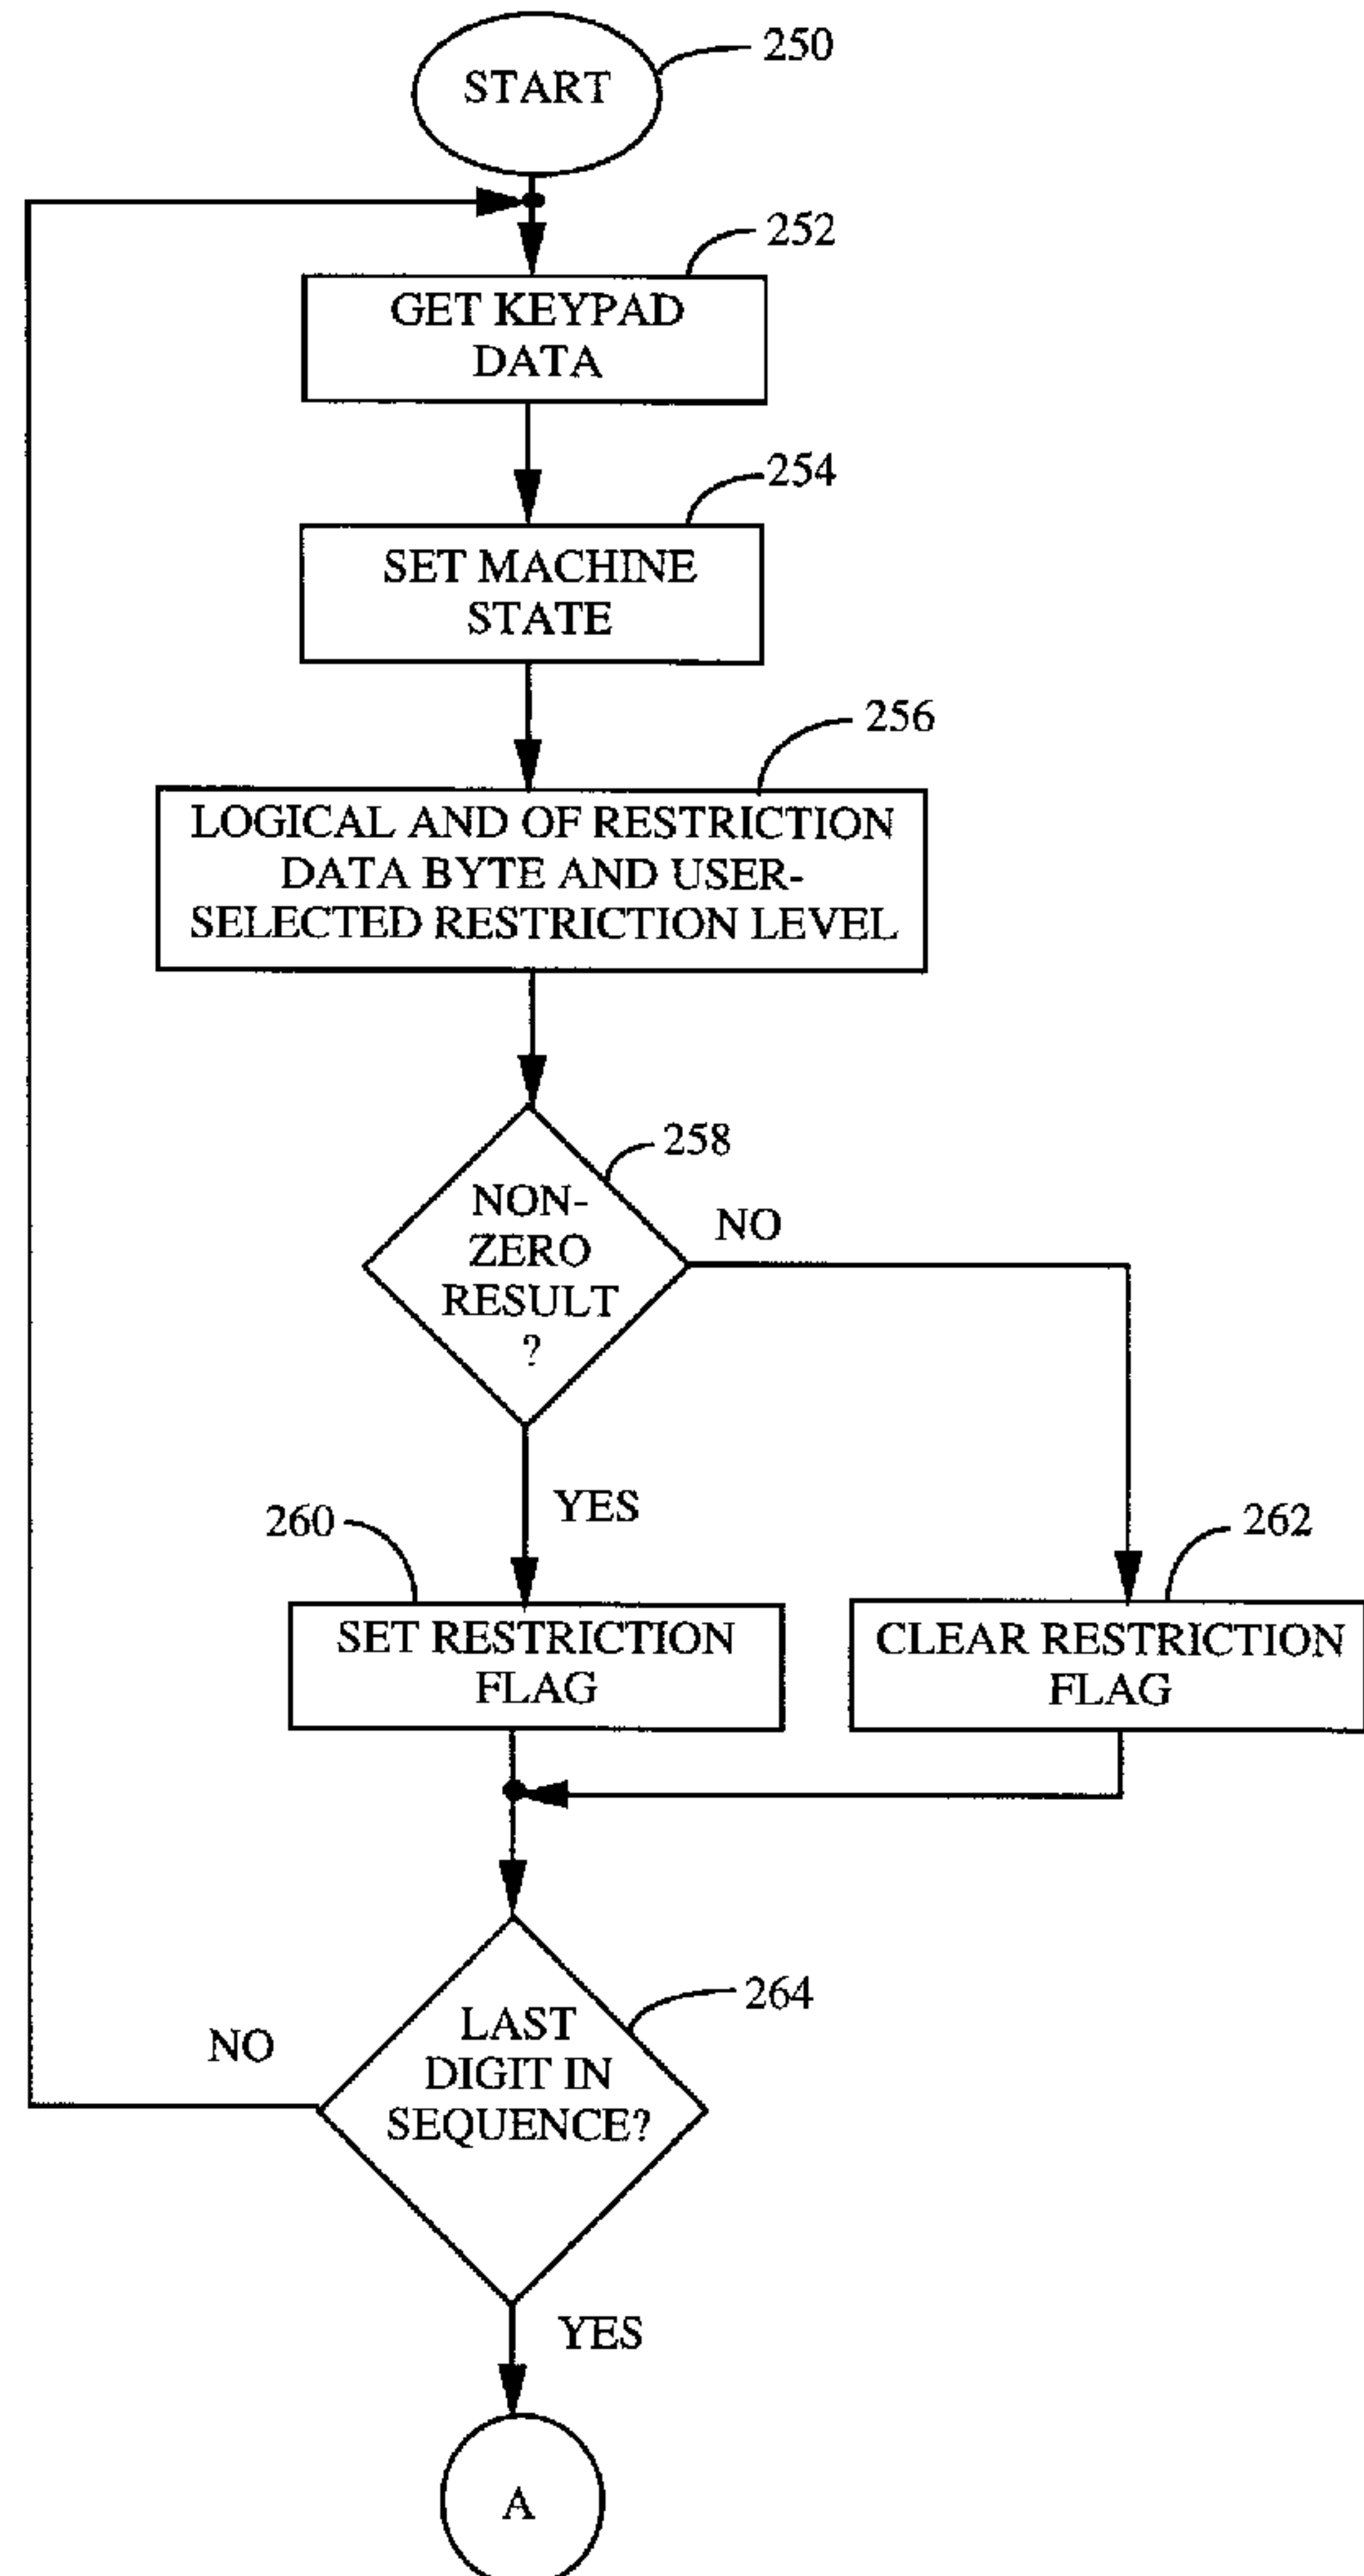 START
250
252
GET KEYPAD
DATA
254
SET MACHINE
STATE
256
LOGICAL AND OF RESTRICTION
DATA BYTE AND USER-
SELECTED RESTRICTION LEVEL
258
NON-
ZERO
RESULT
?
NO
YES
260
262
SET RESTRICTION
FLAG
CLEAR RESTRICTION
FLAG
264
LAST
DIGIT IN
SEQUENCE?
NO
YES
A